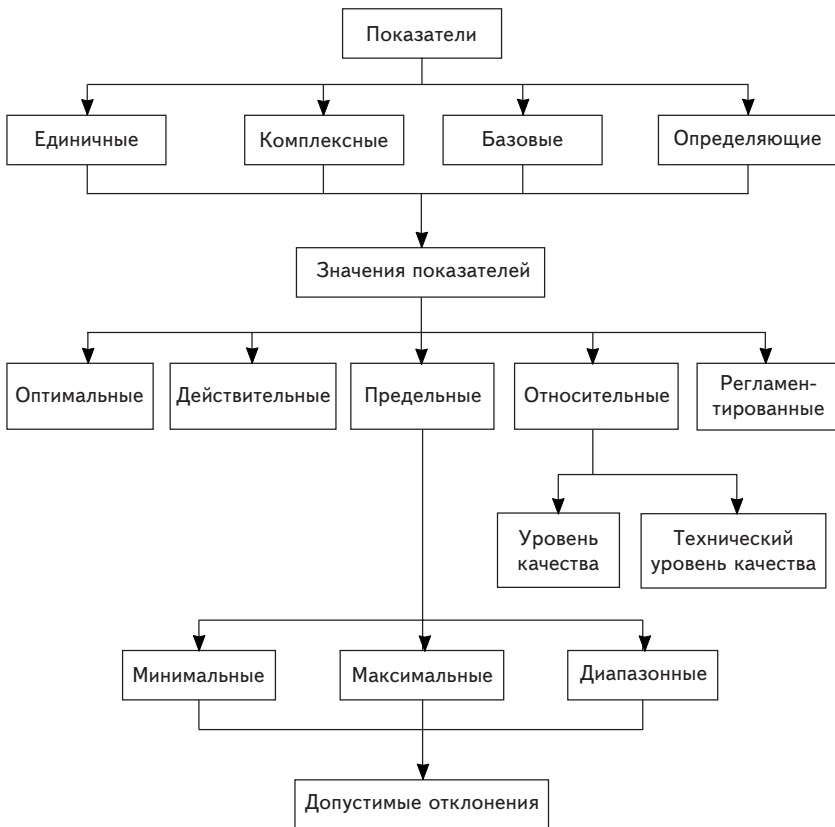 Показатели
Единичные
Комплексные
Базовые
Определяющие
Значения показателей
Оптимальные
Действительные
Предельные
Относительные
Регламен-
тированные
Уровень
качества
Технический
уровень качества
Минимальные
Максимальные
Диапазонные
Допустимые отклонения